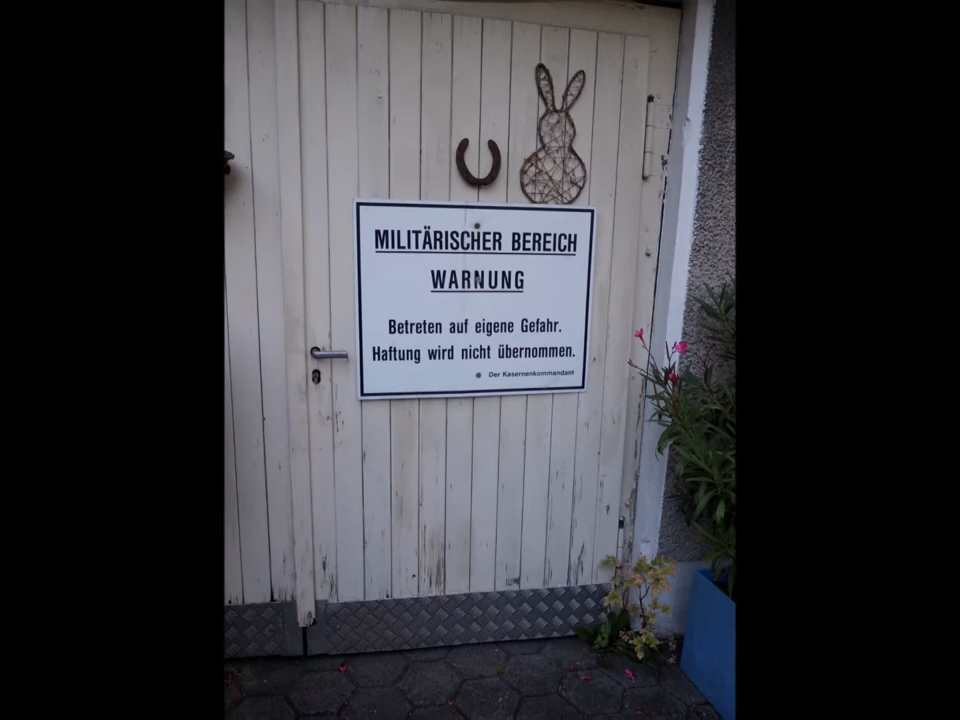 MILITÄRISCHER BEREICH
WARNUNG
Betreten auf eigene Gefahr.
Haftung wird nicht übernommen.
Der Kasernenkommandant